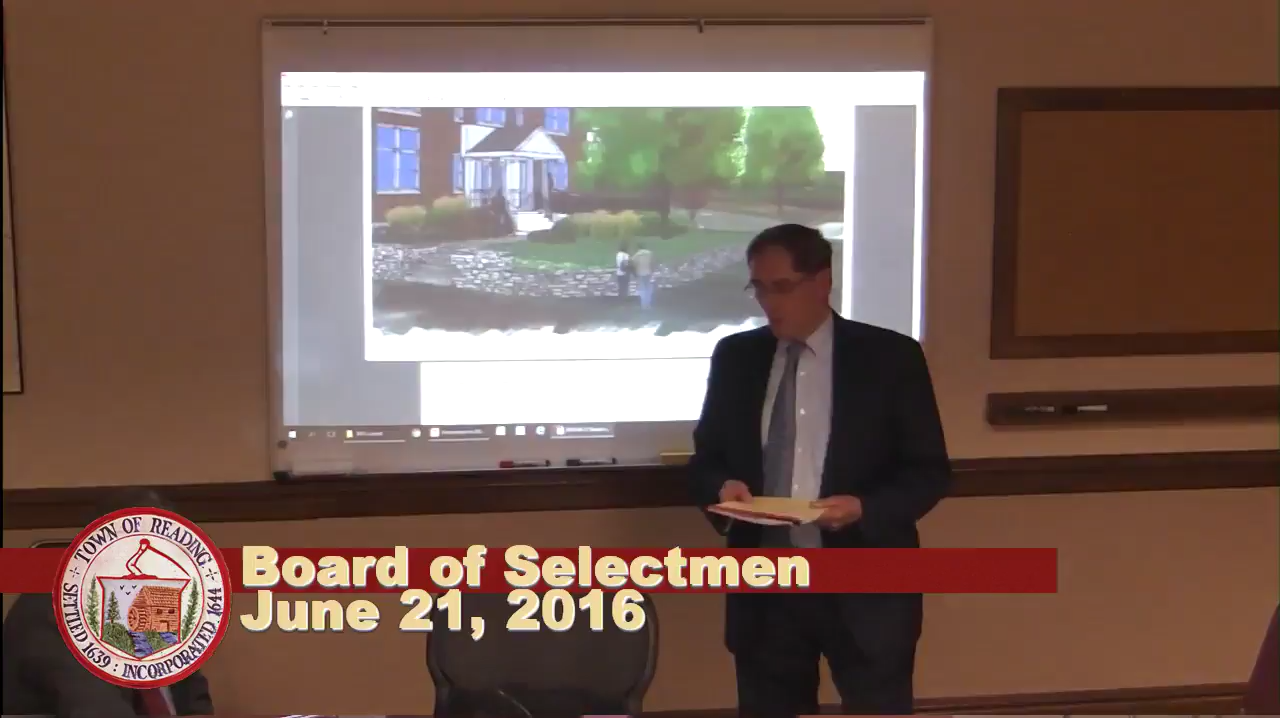 Board of Selectmen
June 21, 2016
TOWN OF READING
SETTLED 1639 : INCORPORATED 1644